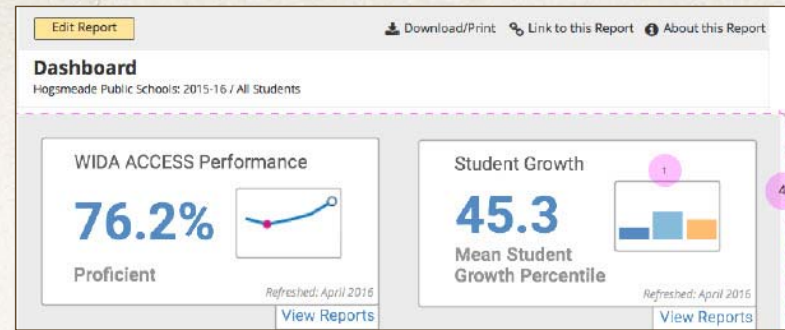 Edit Report
Download/Print Link to this Report About this Report
Dashboard
Hogsmeade Public Schools: 2015-16 / All Students
WIDA ACCESS Performance
76.2%
Proficient
Refreshed: April 2016
View Reports
Student Growth
1
45.3
Mean Student
Growth Percentile
Refreshed: April 2016
View Reports
4